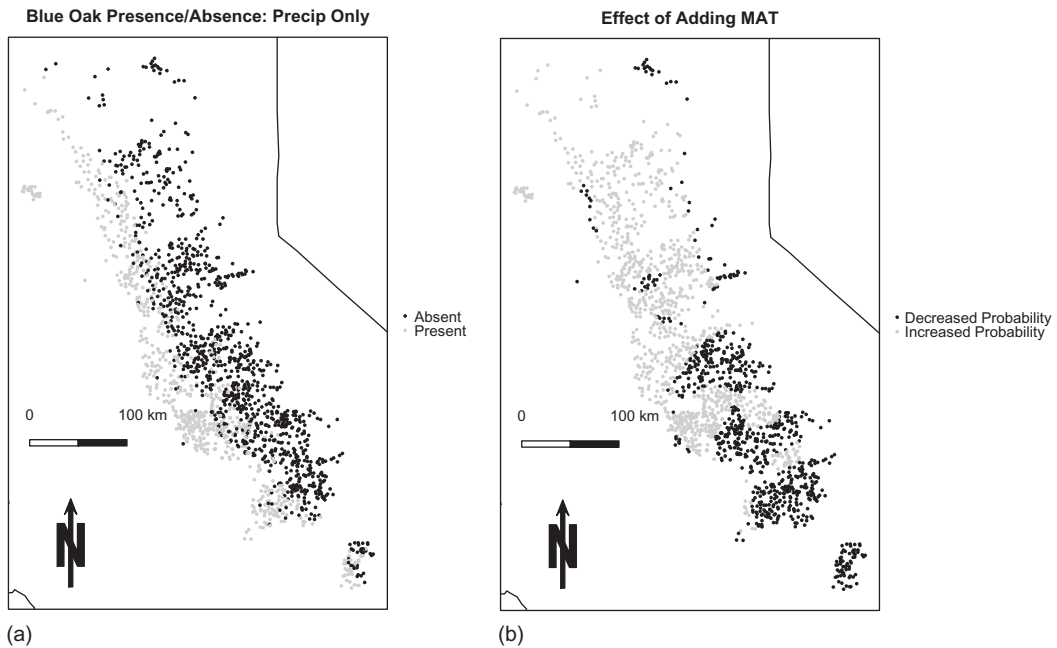 Blue Oak Presence/Absence: Precip Only
Absent
Present
0 100 km
N
(a)
Effect of Adding MAT
Decreased Probability
Increased Probability
0 100 km
N
(b)